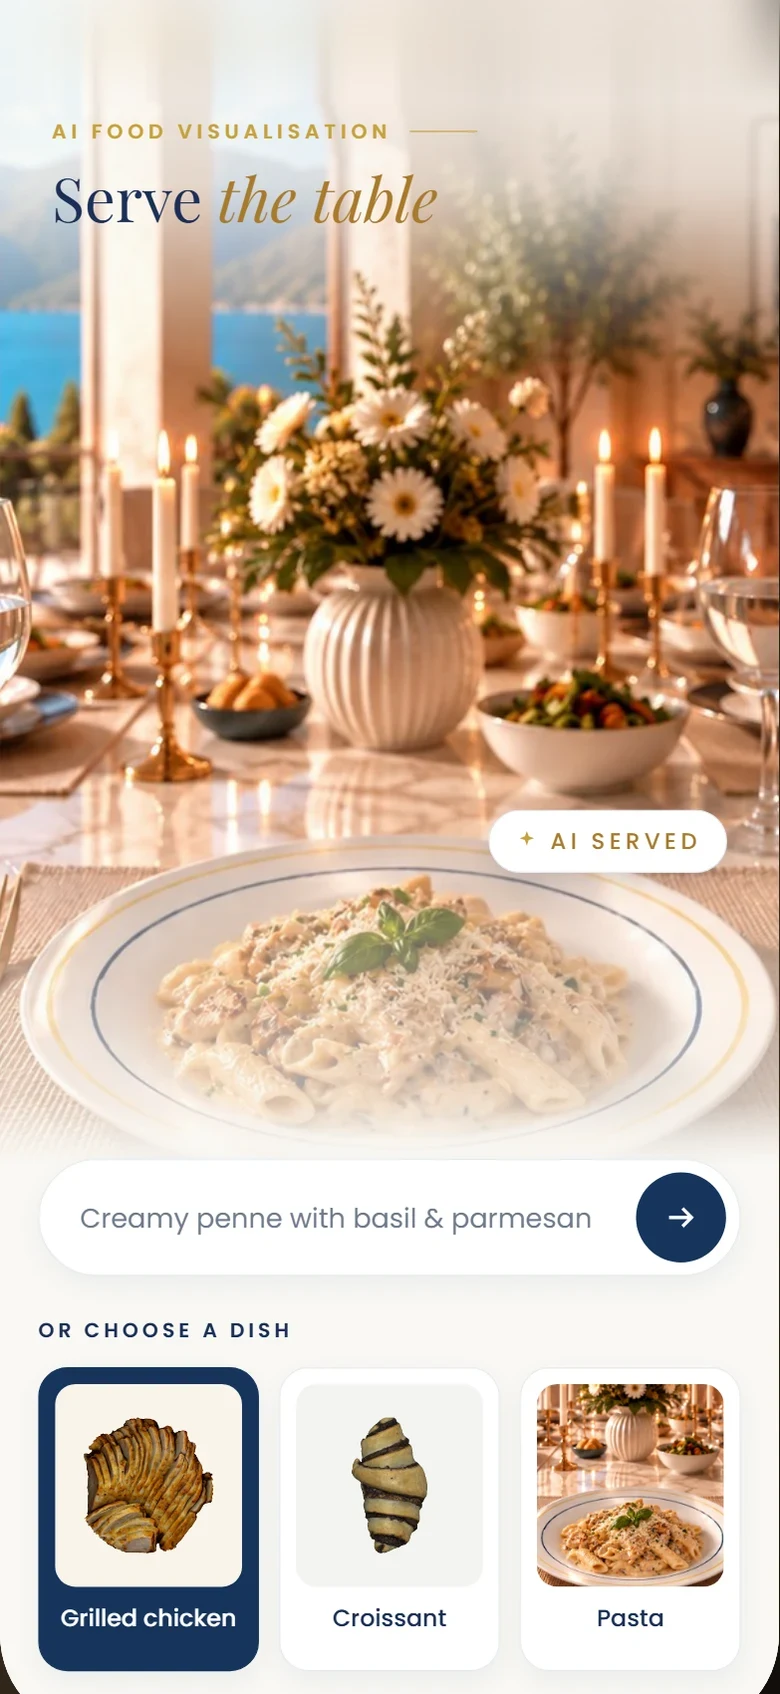 AI FOOD VISUALISATION
Serve the table
AI SERVED
Creamy penne with basil & parmesan
OR CHOOSE A DISH
Grilled chicken
Croissant
Pasta